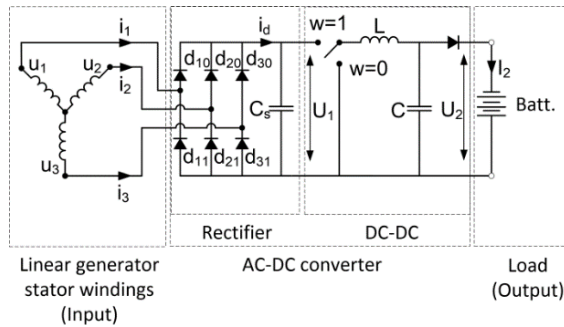 i1
id
w=1
L
u1
u2
i2
d10
d20
d30
w=0
I2
Cs
U1
C
U2
Batt.
u3
d11
d21
d31
i3
Rectifier
DC-DC
Linear generator
stator windings
(Input)
AC-DC converter
Load
(Output)